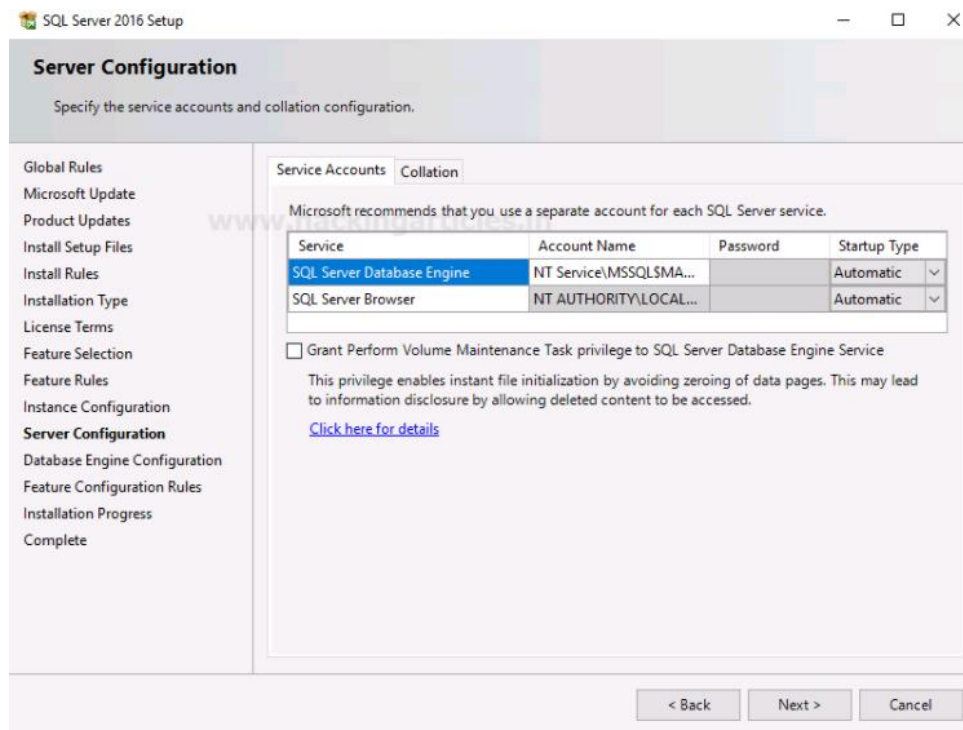 SQL Server 2016 Setup
Server Configuration
Specify the service accounts and collation configuration.
Global Rules
Microsoft Update
Product Updates
Install Setup Files
Install Rules
Installation Type
License Terms
Feature Selection
Feature Rules
Instance Configuration
Server Configuration
Database Engine Configuration
Feature Configuration Rules
Installation Progress
Complete
Service Accounts Collation
www.hackingarticles.in
Microsoft recommends that you use a separate account for each SQL Server service.
Service Account Name Password Startup Type
SQL Server Database Engine NT Service\MSSQL$MA... Automatic
SQL Server Browser NT AUTHORITY\LOCAL... Automatic
Grant Perform Volume Maintenance Task privilege to SQL Server Database Engine Service
This privilege enables instant file initialization by avoiding zeroing of data pages. This may lead
to information disclosure by allowing deleted content to be accessed.
Click here for details
< Back Next > Cancel